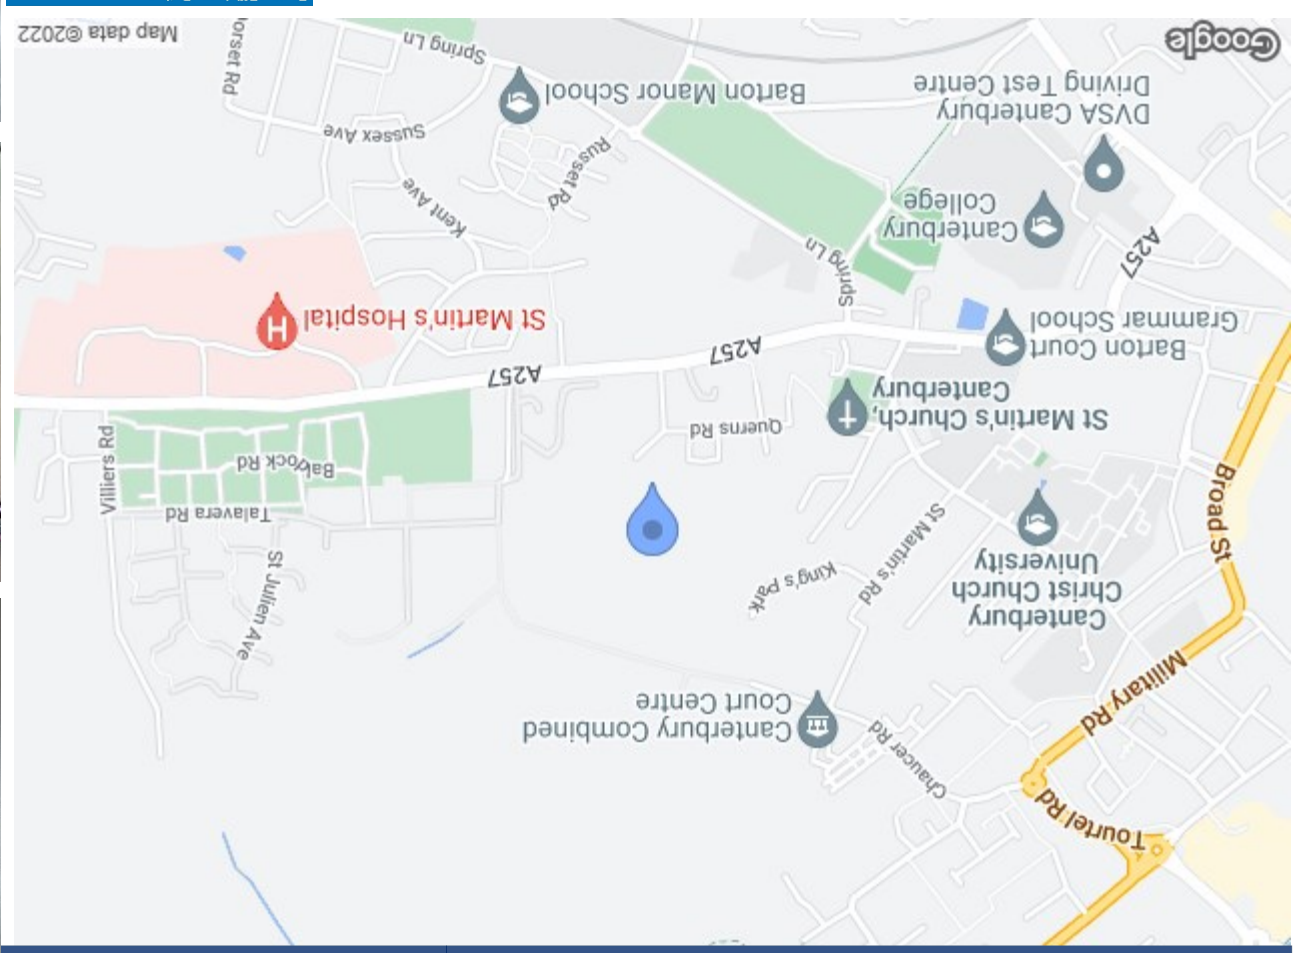 Tourtel Rd
Chaucer Rd
Canterbury Combined
Court Centre
Military Rd
Canterbury
Christ Church
University
St Martin's Rd
King's Park
St Julien Ave
Broad St
Talavera Rd
Babrock Rd
Villiers Rd
Querns Rd
St Martin's Church,
Canterbury
A257
A257
Barton Court
Grammar School
St Martin's Hospital
A257
Spring Ln
Canterbury
College
Kent Ave
Russet Rd
Sussex Ave
DVSA Canterbury
Driving Test Centre
Barton Manor School
Spring Ln
Dorset Rd
Google
Map data ©2022